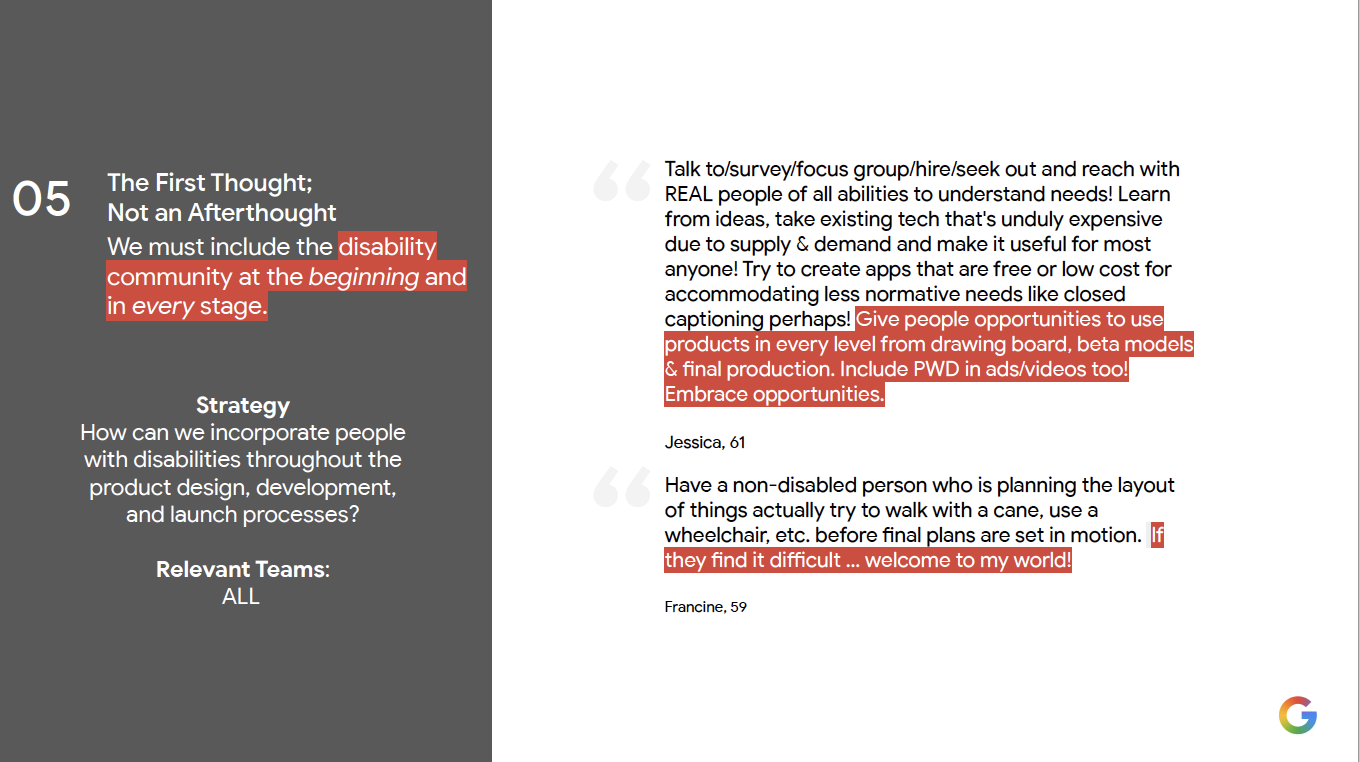 05
The First Thought;
Not an Afterthought
We must include the disability
community at the beginning and
in every stage.
Strategy
How can we incorporate people
with disabilities throughout the
product design, development,
and launch processes?
Relevant Teams:
ALL
“
Talk to/survey/focus group/hire/seek out and reach with
REAL people of all abilities to understand needs! Learn
from ideas, take existing tech that's unduly expensive
due to supply & demand and make it useful for most
anyone! Try to create apps that are free or low cost for
accommodating less normative needs like closed
captioning perhaps! Give people opportunities to use
products in every level from drawing board, beta models
& final production. Include PWD in ads/videos too!
Embrace opportunities.
Jessica, 61
“
Have a non-disabled person who is planning the layout
of things actually try to walk with a cane, use a
wheelchair, etc. before final plans are set in motion. If
they find it difficult ... welcome to my world!
Francine, 59
G